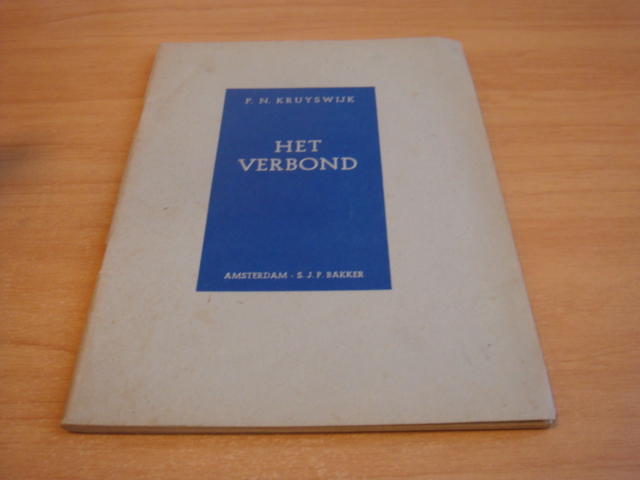 P. N. KRUYSWIJK
HET
VERBOND
AMSTERDAM - S. J. P. BAKKER